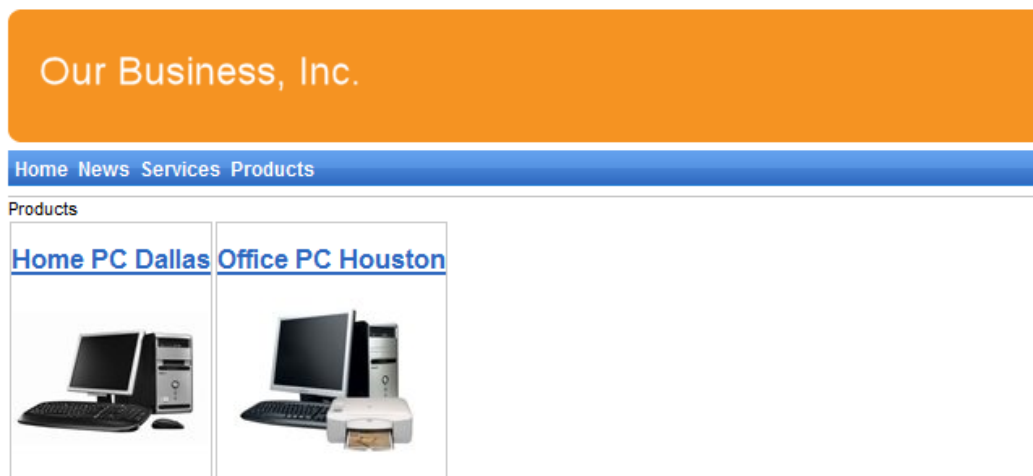 Our Business, Inc.
Home News Services Products
Products
Home PC Dallas Office PC Houston